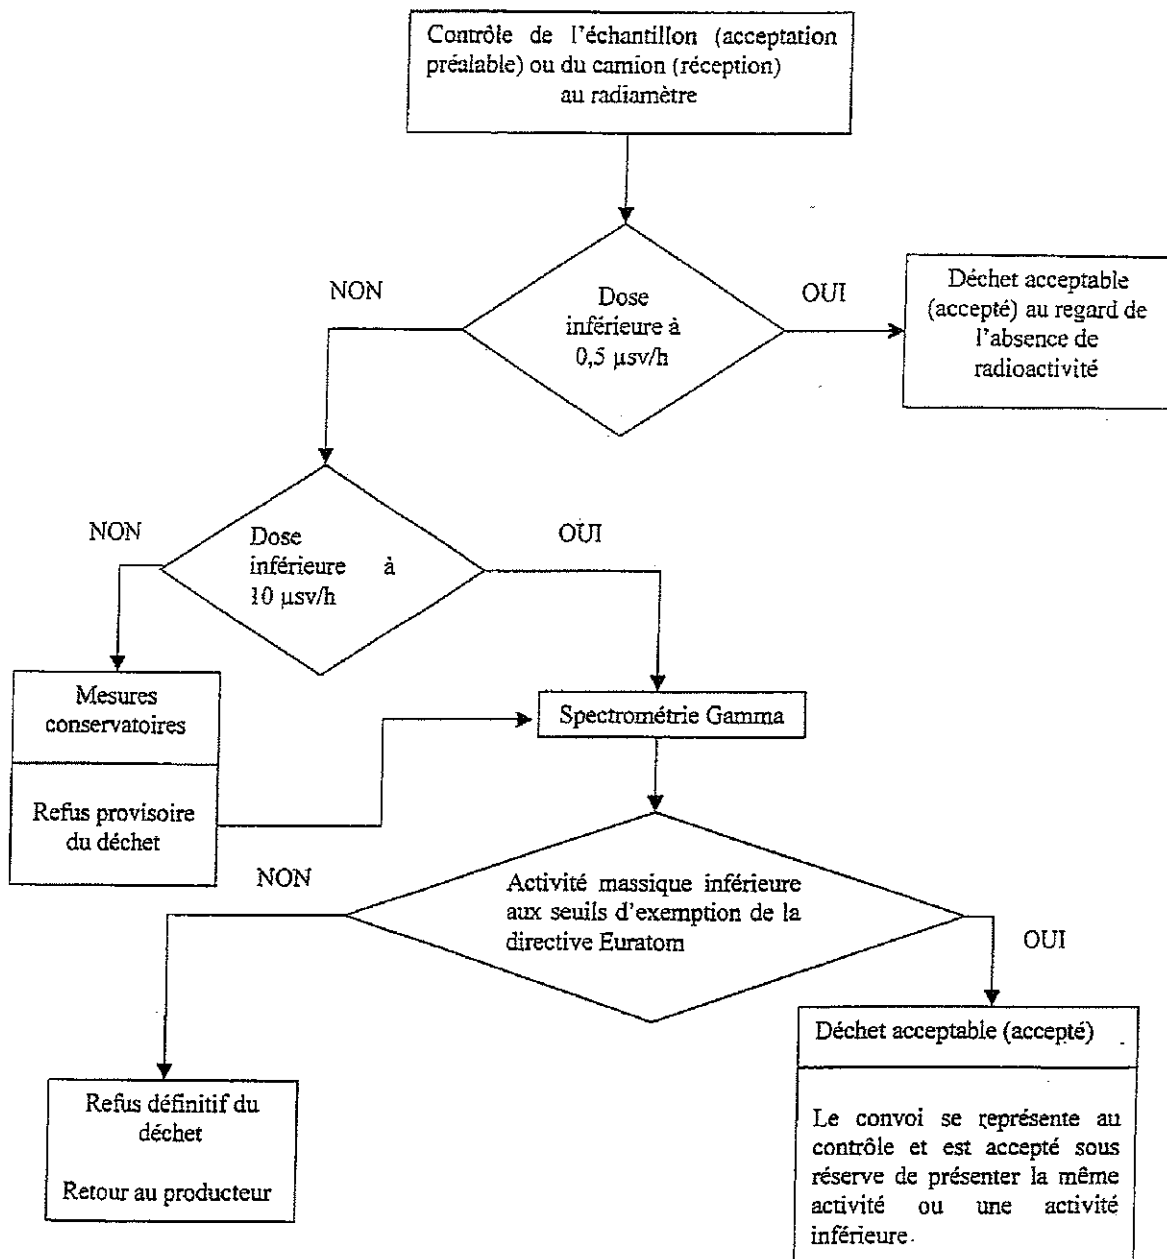 Contrôle de l'échantillon (acceptation
préalable) ou du camion (réception)
au radiamètre
NON
Dose
inférieure à
0,5 µsv/h
OUI
Déchet acceptable
(accepté) au regard de
l'absence de
radioactivité
NON
Dose
inférieure à
10 µsv/h
OUI
Mesures
conservatoires
Refus provisoire
du déchet
Spectrométrie Gamma
NON
Activité massique inférieure
aux seuils d'exemption de la
directive Euratom
OUI
Refus définitif du
déchet
Retour au producteur
Déchet acceptable (accepté)
Le convoi se représente au
contrôle et est accepté sous
réserve de présenter la même
activité ou une activité
inférieure.